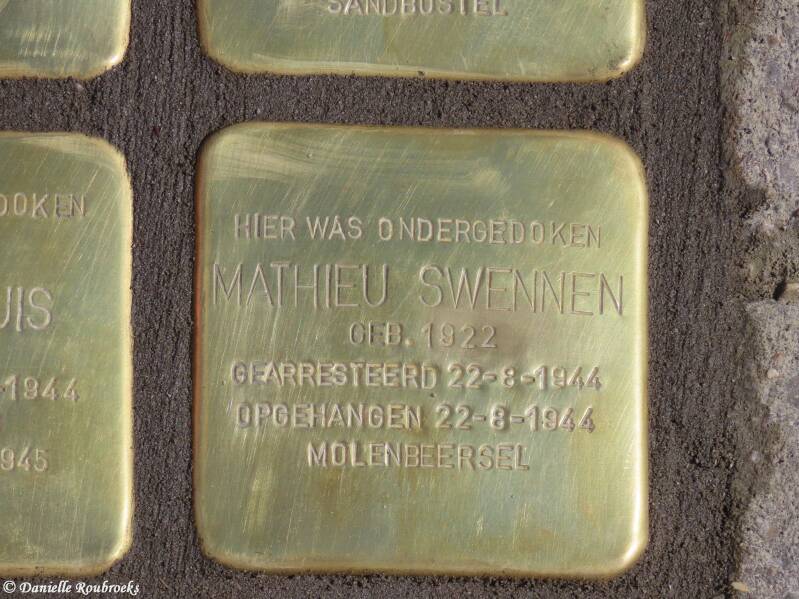 SANDBOSTEL
DOKEN
UIS
-1944
945
HIER WAS ONDERGEDOKEN
MATHIEU SWENNEN
GEB. 1922
GEARRESTEERD 22-8-1944
OPGEHANGEN 22-8-1944
MOLENBEERSEL
© Danielle Roubroeks